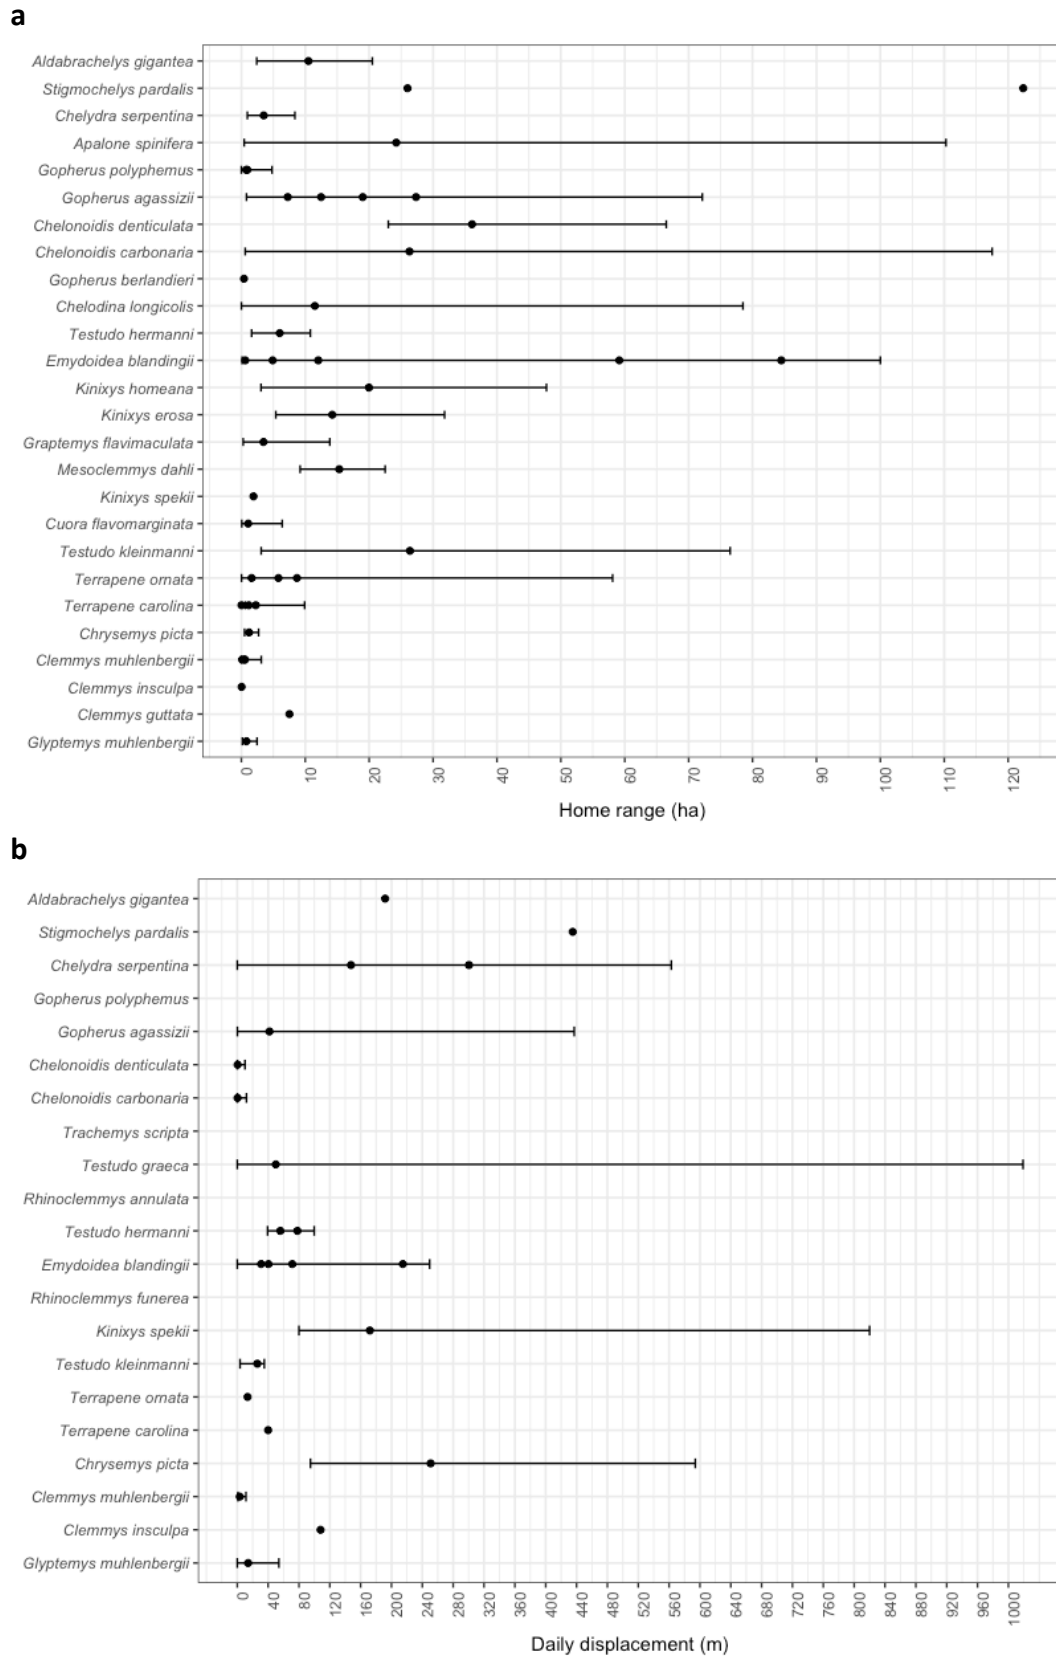 a
Aldabrachelys gigantea
Stigmochelys pardalis
Chelydra serpentina
Apalone spinifera
Gopherus polyphemus
Gopherus agassizii
Chelonoidis denticulata
Chelonoidis carbonaria
Gopherus berlandieri
Chelodina longicolis
Testudo hermanni
Emydoidea blandingii
Kinixys homeana
Kinixys erosa
Graptemys flavimaculata
Mesoclemmys dahli
Kinixys spekii
Cuora flavomarginata
Testudo kleinmanni
Terrapene ornata
Terrapene carolina
Chrysemys picta
Clemmys muhlenbergii
Clemmys insculpa
Clemmys guttata
Glyptemys muhlenbergii
0 10 20 30 40 50 60 70 80 90 100 110 120
Home range (ha)
b
Aldabrachelys gigantea
Stigmochelys pardalis
Chelydra serpentina
Gopherus polyphemus
Gopherus agassizii
Chelonoidis denticulata
Chelonoidis carbonaria
Trachemys scripta
Testudo graeca
Rhinoclemmys annulata
Testudo hermanni
Emydoidea blandingii
Rhinoclemmys funerea
Kinixys spekii
Testudo kleinmanni
Terrapene ornata
Terrapene carolina
Chrysemys picta
Clemmys muhlenbergii
Clemmys insculpa
Glyptemys muhlenbergii
0 40 80 120 160 200 240 280 320 360 400 440 480 520 560 600 640 680 720 760 800 840 880 920 960 1000
Daily displacement (m)